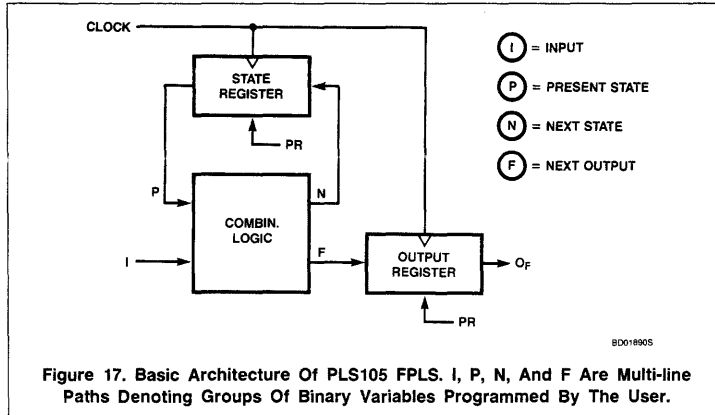 CLOCK
STATE
REGISTER
PR
P
N
COMBIN.
LOGIC
I
F
OUTPUT
REGISTER
OF
PR
I = INPUT
P = PRESENT STATE
N = NEXT STATE
F = NEXT OUTPUT
BD01890S
Figure 17. Basic Architecture Of PLS105 FPLS. I, P, N, And F Are Multi-line
Paths Denoting Groups Of Binary Variables Programmed By The User.